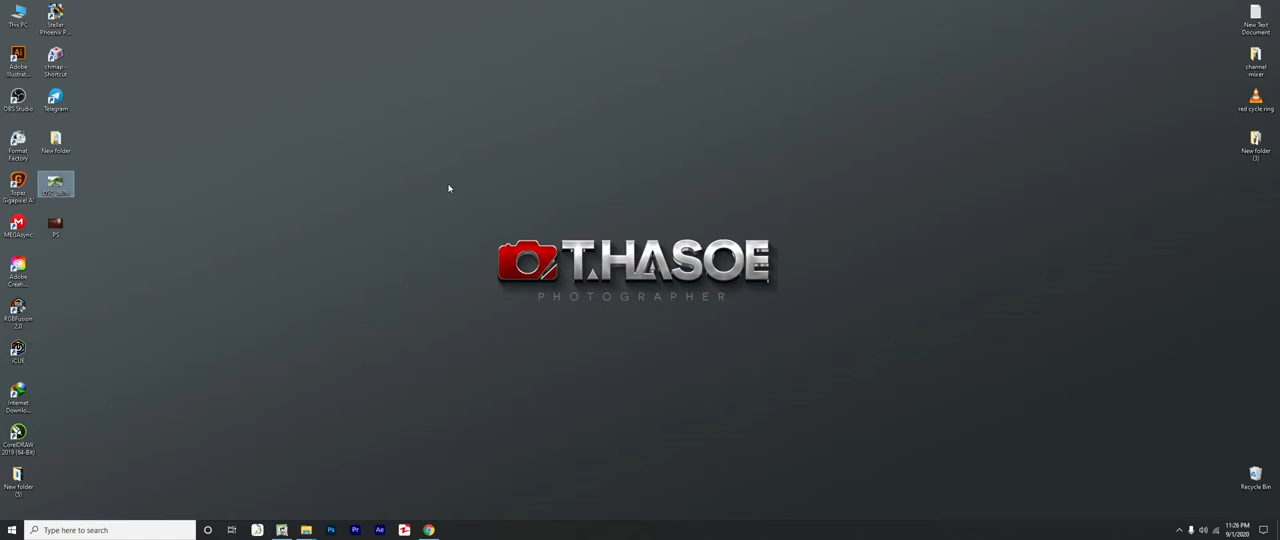 This PC
Stellar
Phoenix P...
Adobe
Illustrat...
chmap -
Shortcut
OBS Studio
Telegram
Format
Factory
New folder
Topaz
Gigapixel AI
MEGAsync
PS
Adobe
Creati...
RGBFusion
2.0
iCUE
Internet
Downlo...
CorelDRAW
2019 (64-Bit)
New folder
(5)
T.HASOE
PHOTOGRAPHER
New Text
Document
channel
mixer
red cycle ring
New folder
(3)
Recycle Bin
Type here to search
Ps
Pr
Ae
11:26 PM
9/1/2020